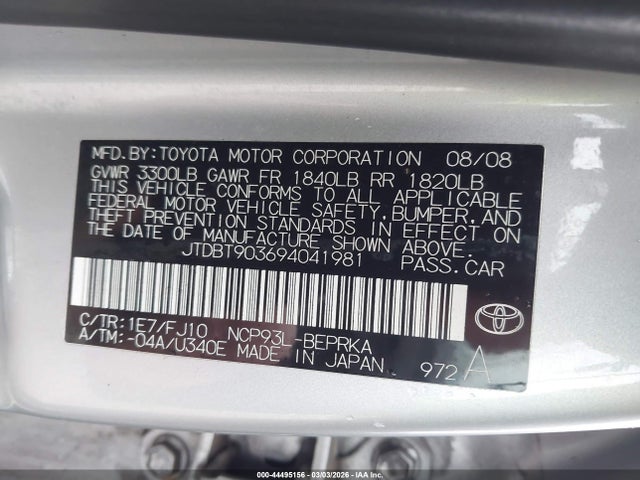 MFD.BY:TOYOTA MOTOR CORPORATION 08/08
GVWR 3300LB GAWR FR 1840LB RR 1820LB
THIS VEHICLE CONFORMS TO ALL APPLICABLE
FEDERAL MOTOR VEHICLE SAFETY,BUMPER,AND
THEFT PREVENTION STANDARDS IN EFFECT ON
THE DATE OF MANUFACTURE SHOWN ABOVE.
JTDBT903694041981 PASS.CAR
C/TR:1E7/FJ10 NCP93L-BEPRKA
A/TM:-04A/U340E MADE IN JAPAN
972 A
TOYOTA
000-44495156 | 03/03/2026 — IAA Inc.